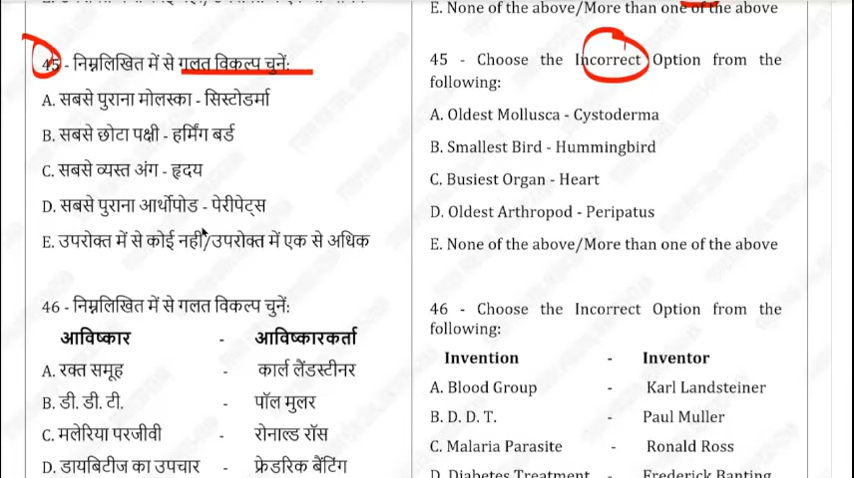 E. None of the above/More than one of the above
45 - निम्नलिखित में से गलत विकल्प चुनें:
A. सबसे पुराना मोलस्का - सिस्टोडर्मा
B. सबसे छोटा पक्षी - हर्मिंग बर्ड
C. सबसे व्यस्त अंग - हृदय
D. सबसे पुराना आर्थोपोड - पेरीपेट्स
E. उपरोक्त में से कोई नहीं/उपरोक्त में एक से अधिक
46 - निम्नलिखित में से गलत विकल्प चुनें:
आविष्कार - आविष्कारकर्ता
A. रक्त समूह - कार्ल लैंडस्टीनर
B. डी. डी. टी. - पॉल मुलर
C. मलेरिया परजीवी - रोनाल्ड रॉस
D. डायबिटीज का उपचार - फ्रेडरिक बैंटिंग
45 - Choose the Incorrect Option from the
following:
A. Oldest Mollusca - Cystoderma
B. Smallest Bird - Hummingbird
C. Busiest Organ - Heart
D. Oldest Arthropod - Peripatus
E. None of the above/More than one of the above
46 - Choose the Incorrect Option from the
following:
Invention - Inventor
A. Blood Group - Karl Landsteiner
B. D. D. T. - Paul Muller
C. Malaria Parasite - Ronald Ross
D. Diabetes Treatment - Frederick Banting